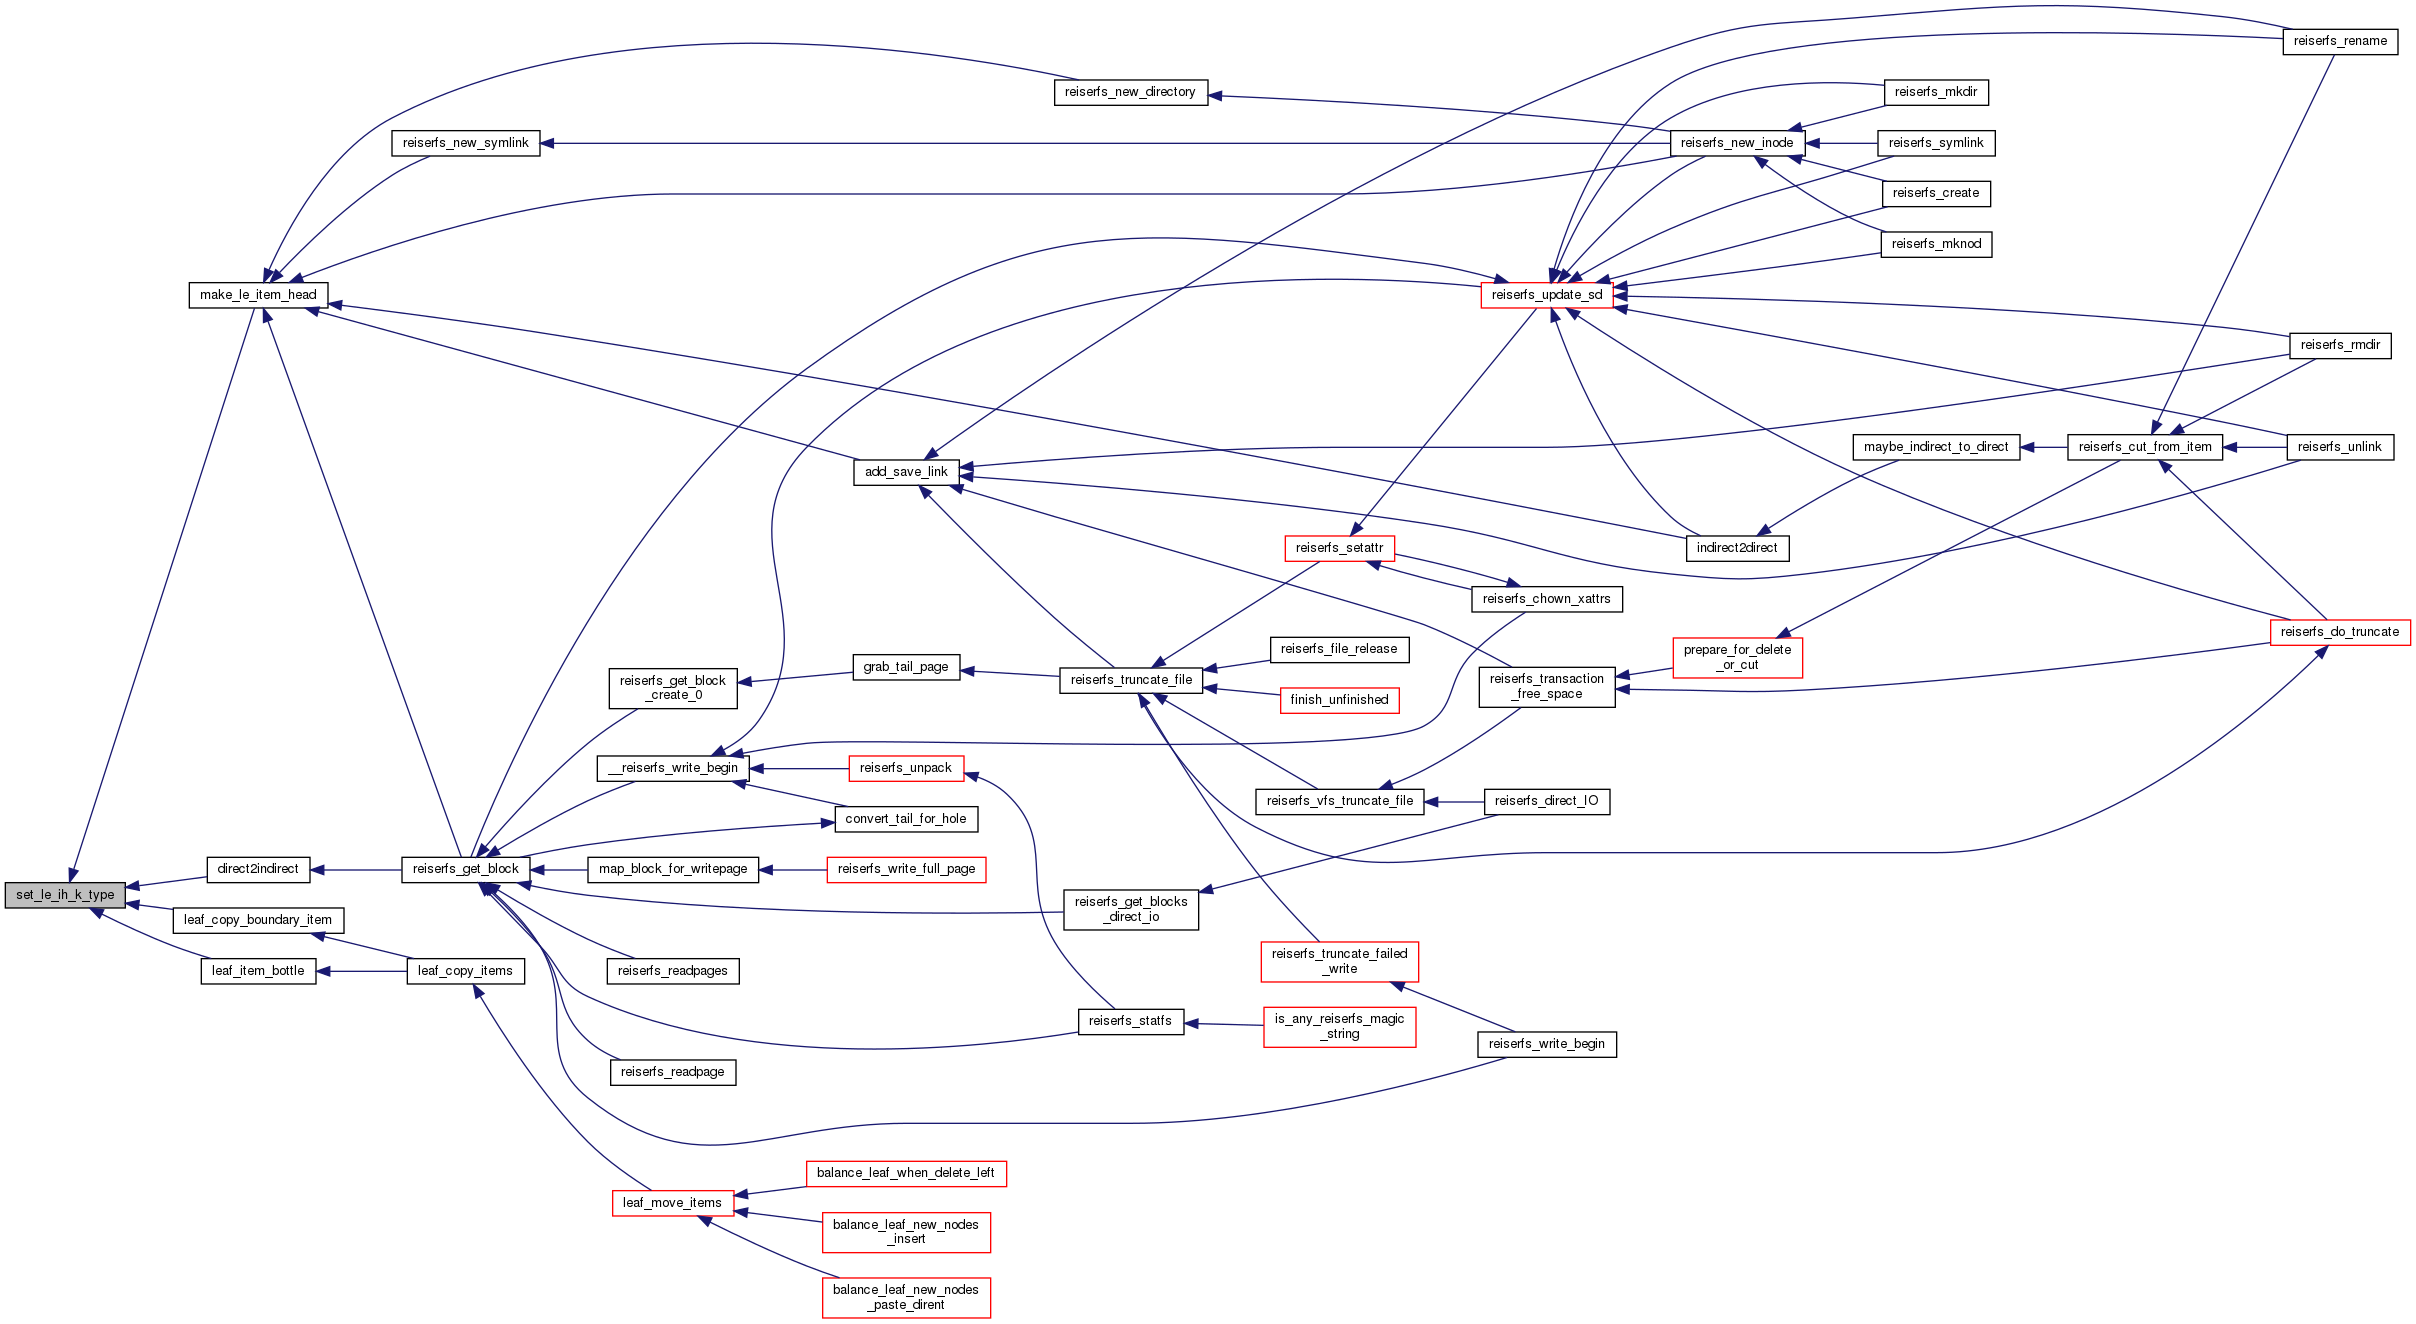 reiserfs_rename
reiserfs_new_directory
reiserfs_mkdir
reiserfs_new_symlink
reiserfs_new_inode
reiserfs_symlink
reiserfs_create
reiserfs_mknod
make_le_item_head
reiserfs_update_sd
reiserfs_rmdir
maybe_indirect_to_direct
reiserfs_cut_from_item
reiserfs_unlink
add_save_link
reiserfs_setattr
indirect2direct
reiserfs_chown_xattrs
reiserfs_do_truncate
reiserfs_file_release
prepare_for_delete
_or_cut
grab_tail_page
reiserfs_get_block
_create_0
reiserfs_truncate_file
reiserfs_transaction
_free_space
finish_unfinished
__reiserfs_write_begin
reiserfs_unpack
reiserfs_vfs_truncate_file
reiserfs_direct_IO
convert_tail_for_hole
direct2indirect
reiserfs_get_block
map_block_for_writepage
reiserfs_write_full_page
set_le_ih_k_type
reiserfs_get_blocks
_direct_io
leaf_copy_boundary_item
leaf_item_bottle
leaf_copy_items
reiserfs_readpages
reiserfs_truncate_failed
_write
reiserfs_statfs
is_any_reiserfs_magic
_string
reiserfs_write_begin
reiserfs_readpage
balance_leaf_when_delete_left
leaf_move_items
balance_leaf_new_nodes
_insert
balance_leaf_new_nodes
_paste_dirent